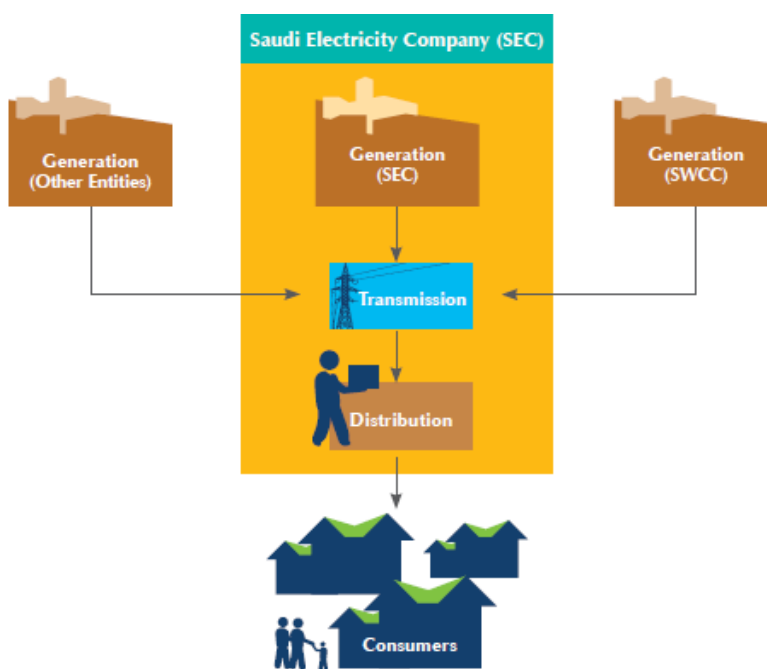 Saudi Electricity Company (SEC)
Generation
(Other Entities)
Generation
(SEC)
Generation
(SWCC)
Transmission
Distribution
Consumers